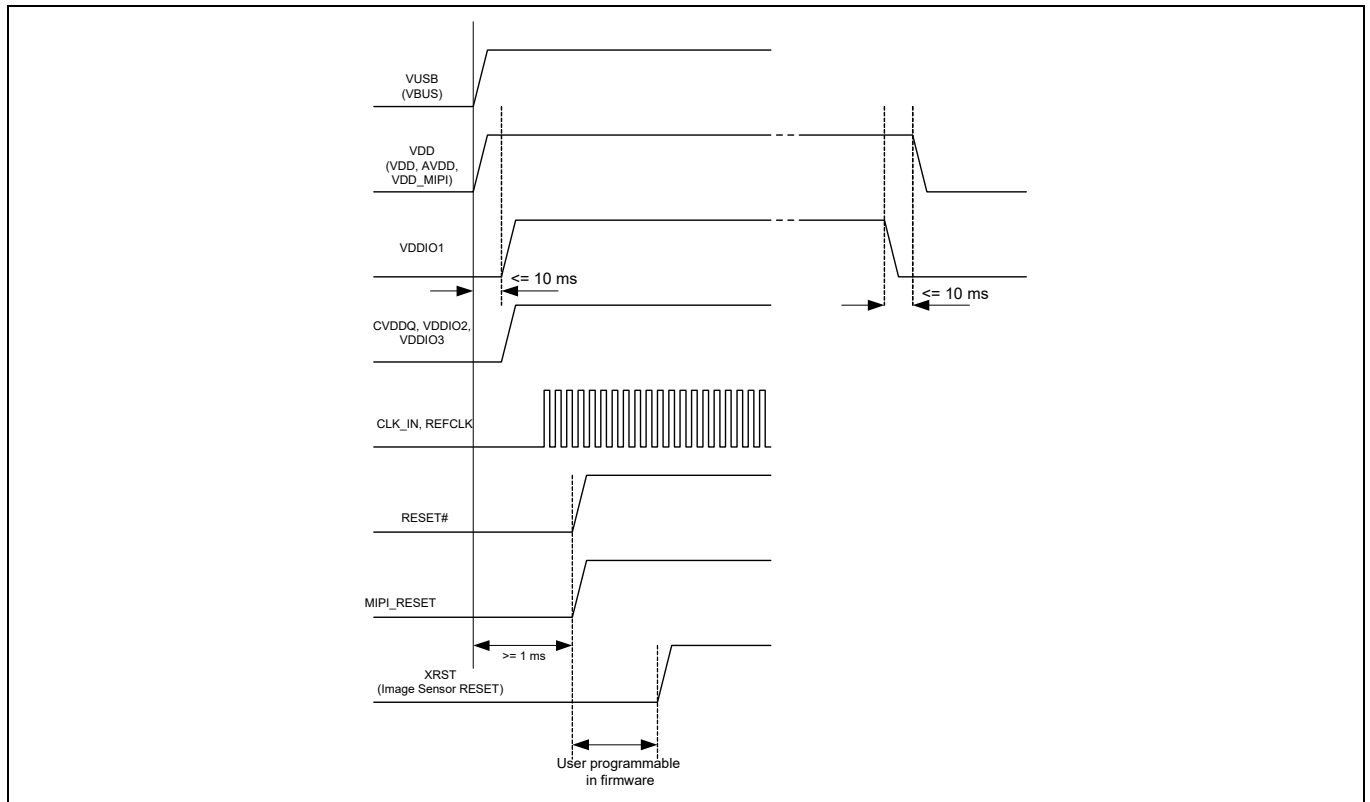 VUSB
(VBUS)
VDD
(VDD, AVDD,
VDD_MIPI)
VDDIO1
<= 10 ms
<= 10 ms
CVDDQ, VDDIO2,
VDDIO3
CLK_IN, REFCLK
RESET#
MIPI_RESET
>= 1 ms
XRST
(Image Sensor RESET)
User programmable
in firmware